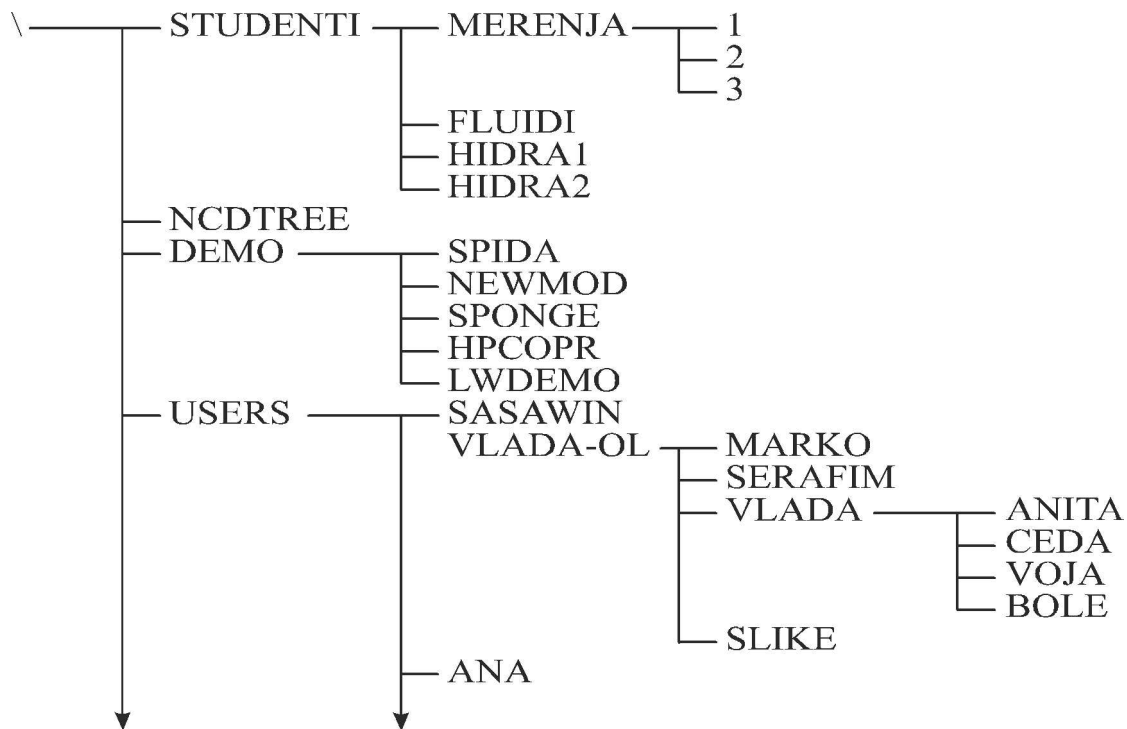 \ STUDENTI MERENJA 1
2
3
FLUIDI
HIDRA1
HIDRA2
NCDTREE
DEMO SPIDA
NEWMOD
SPONGE
HPCOPR
LWDEMO
USERS SASAWIN
VLADA-OL MARKO
SERAFIM
VLADA ANITA
CEDA
VOJA
BOLE
SLIKE
ANA